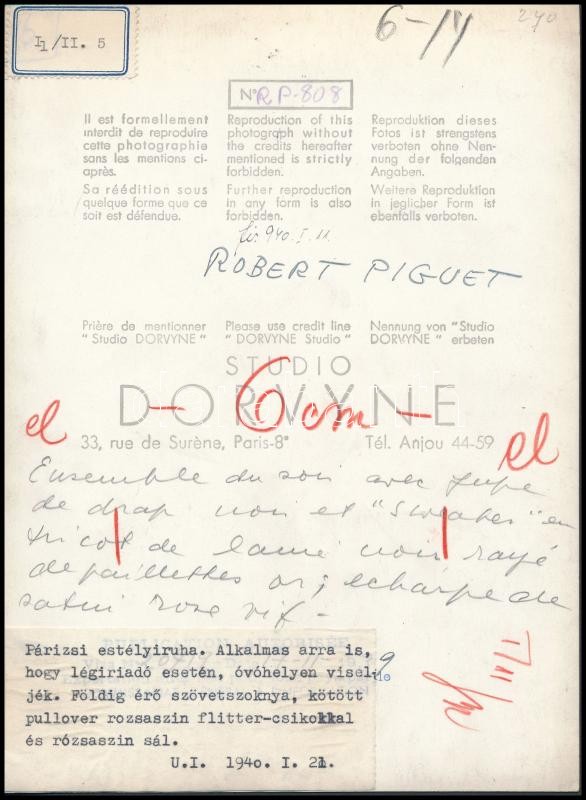 I1/II. 5
6-14
240
N° RP-808
Il est formellement
interdit de reproduire
cette photographie
sans les mentions ci-
après.
Sa réédition sous
quelque forme que ce
soit est défendue.
Reproduction of this
photograph without
the credits hereafter
mentioned is strictly
forbidden.
Further reproduction
in any form is also
forbidden.
Reproduktion dieses
Fotos ist strengstens
verboten ohne Nen-
nung der folgenden
Angaben.
Weitere Reproduktion
in jeglicher Form ist
ebenfalls verboten.
940. I. 21.
ROBERT PIGUET
Prière de mentionner
"Studio DORVYNE"
Please use credit line
"DORVYNE Studio"
Nennung von "Studio
DORVYNE" erbeten
STUDIO
DORVYNE
- 6 cm -
el
el
33, rue de Surène, Paris-8e
Tél. Anjou 44-59
Ensemble du soir avec jupe
de drap noir et "Sweater" en
tricot de laine noir rayé
de paillettes or; écharpe de
satin rose vif -
PUBLICATION AUTORISÉE
Párizsi estélyiruha. Alkalmas arra is,
hogy légiriadó esetén, óvóhelyen visel-
jék. Földig érő szövetszoknya, kötött
pullover rozsaszin flitter-csikokkal
és rózsaszin sál.
U.I. 1940. I. 21.